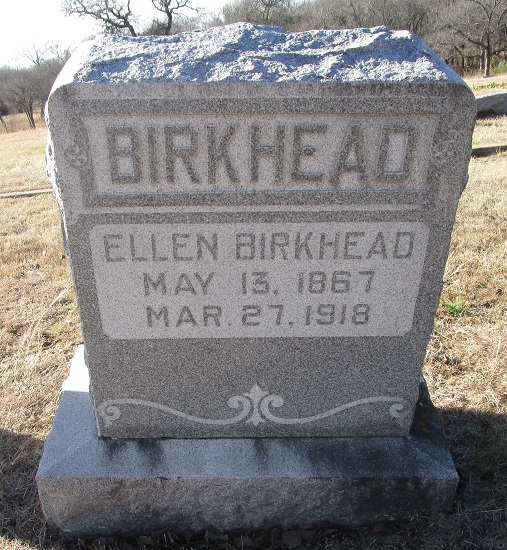 BIRKHEAD
ELLEN BIRKHEAD
MAY 13, 1867
MAR. 27, 1918